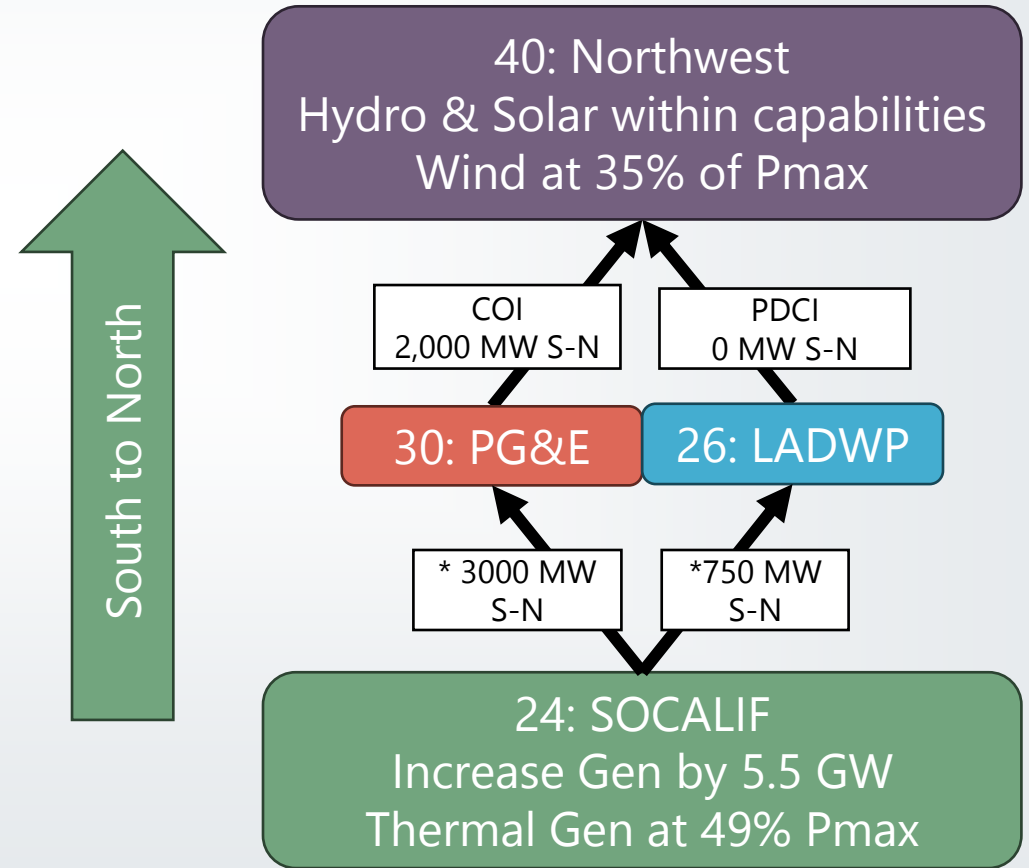 40: Northwest
Hydro & Solar within capabilities
Wind at 35% of Pmax
South to North
COI
2,000 MW S-N
PDCI
0 MW S-N
30: PG&E
26: LADWP
* 3000 MW
S-N
*750 MW
S-N
24: SOCALIF
Increase Gen by 5.5 GW
Thermal Gen at 49% Pmax